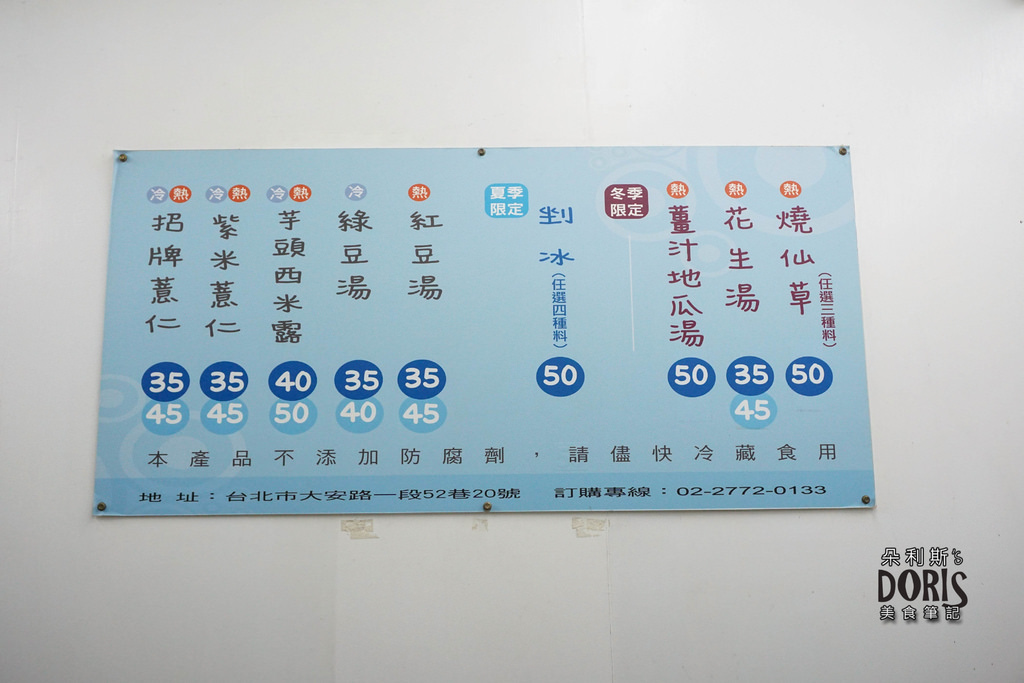 冷 熱
招牌薏仁
35
45
冷 熱
紫米薏仁
35
45
冷 熱
芋頭西米露
40
50
冷
綠豆湯
35
40
熱
紅豆湯
35
45
夏季
限定
剉冰
(任選四種料)
50
冬季
限定
熱
薑汁地瓜湯
50
熱
花生湯
35
45
熱
燒仙草
(任選三種料)
50
本產品不添加防腐劑,請儘快冷藏食用
地址:台北市大安路一段52巷20號 訂購專線:02-2772-0133
朵利斯's
DORIS
美食筆記